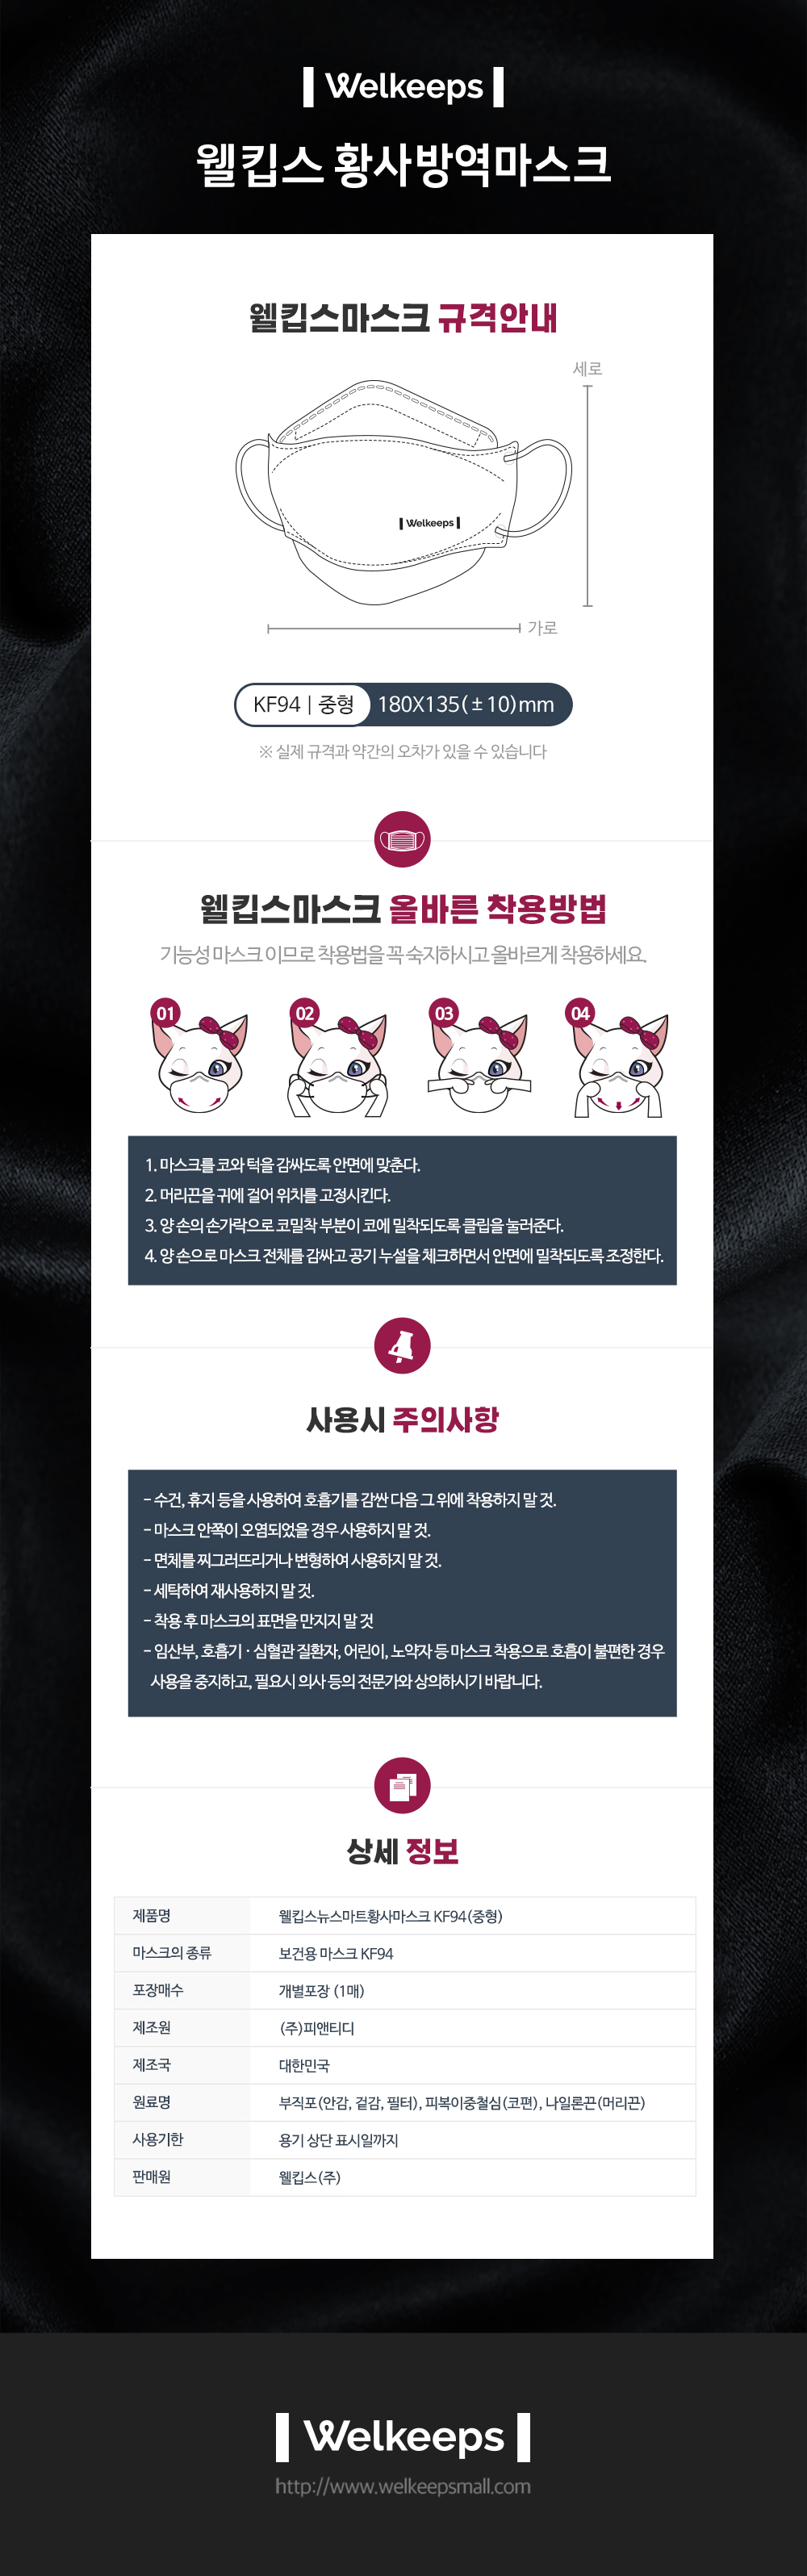 Welkeeps
웰킵스 황사방역마스크
웰킵스마스크 규격안내
세로
Welkeeps
가로
KF94 | 중형 180X135(±10)mm
※ 실제 규격과 약간의 오차가 있을 수 있습니다
웰킵스마스크 올바른 착용방법
기능성 마스크 이므로 착용법을 꼭 숙지하시고 올바르게 착용하세요.
01 02 03 04
1. 마스크를 코와 턱을 감싸도록 안면에 맞춘다.
2. 머리끈을 귀에 걸어 위치를 고정시킨다.
3. 양 손의 손가락으로 코밀착 부분이 코에 밀착되도록 클립을 눌러준다.
4. 양 손으로 마스크 전체를 감싸고 공기 누설을 체크하면서 안면에 밀착되도록 조정한다.
사용시 주의사항
- 수건, 휴지 등을 사용하여 호흡기를 감싼 다음 그 위에 착용하지 말 것.
- 마스크 안쪽이 오염되었을 경우 사용하지 말 것.
- 면체를 찌그러뜨리거나 변형하여 사용하지 말 것.
- 세탁하여 재사용하지 말 것.
- 착용 후 마스크의 표면을 만지지 말 것
- 임산부, 호흡기 · 심혈관 질환자, 어린이, 노약자 등 마스크 착용으로 호흡이 불편한 경우
사용을 중지하고, 필요시 의사 등의 전문가와 상의하시기 바랍니다.
상세 정보
제품명 웰킵스뉴스마트황사마스크 KF94(중형)
마스크의 종류 보건용 마스크 KF94
포장매수 개별포장 (1매)
제조원 (주)피앤티디
제조국 대한민국
원료명 부직포(안감, 겉감, 필터), 피복이중철심(코편), 나일론끈(머리끈)
사용기한 용기 상단 표시일까지
판매원 웰킵스(주)
Welkeeps
http://www.welkeepsmall.com